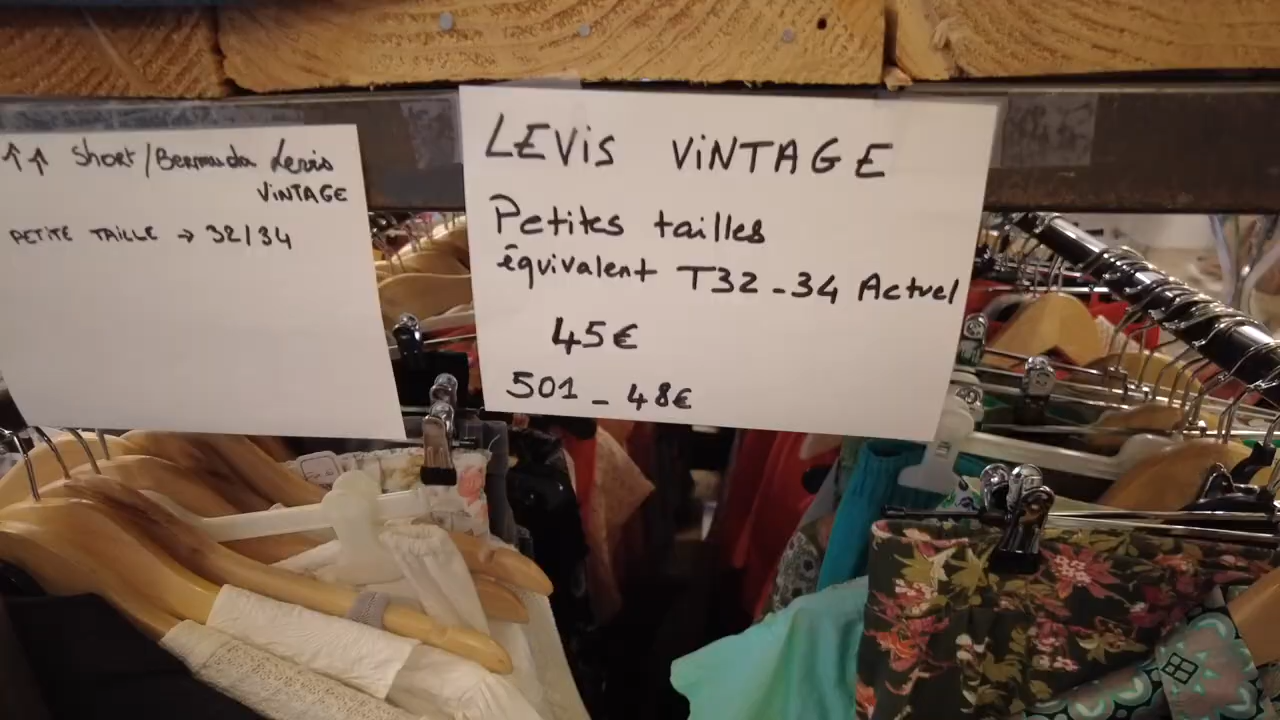 ↑↑ Short/Bermuda Levis
VINTAGE
PETITE TAILLE → 32/34
LEVIS VINTAGE
Petites tailles
équivalent T32-34 Actuel
45€
501 - 48€